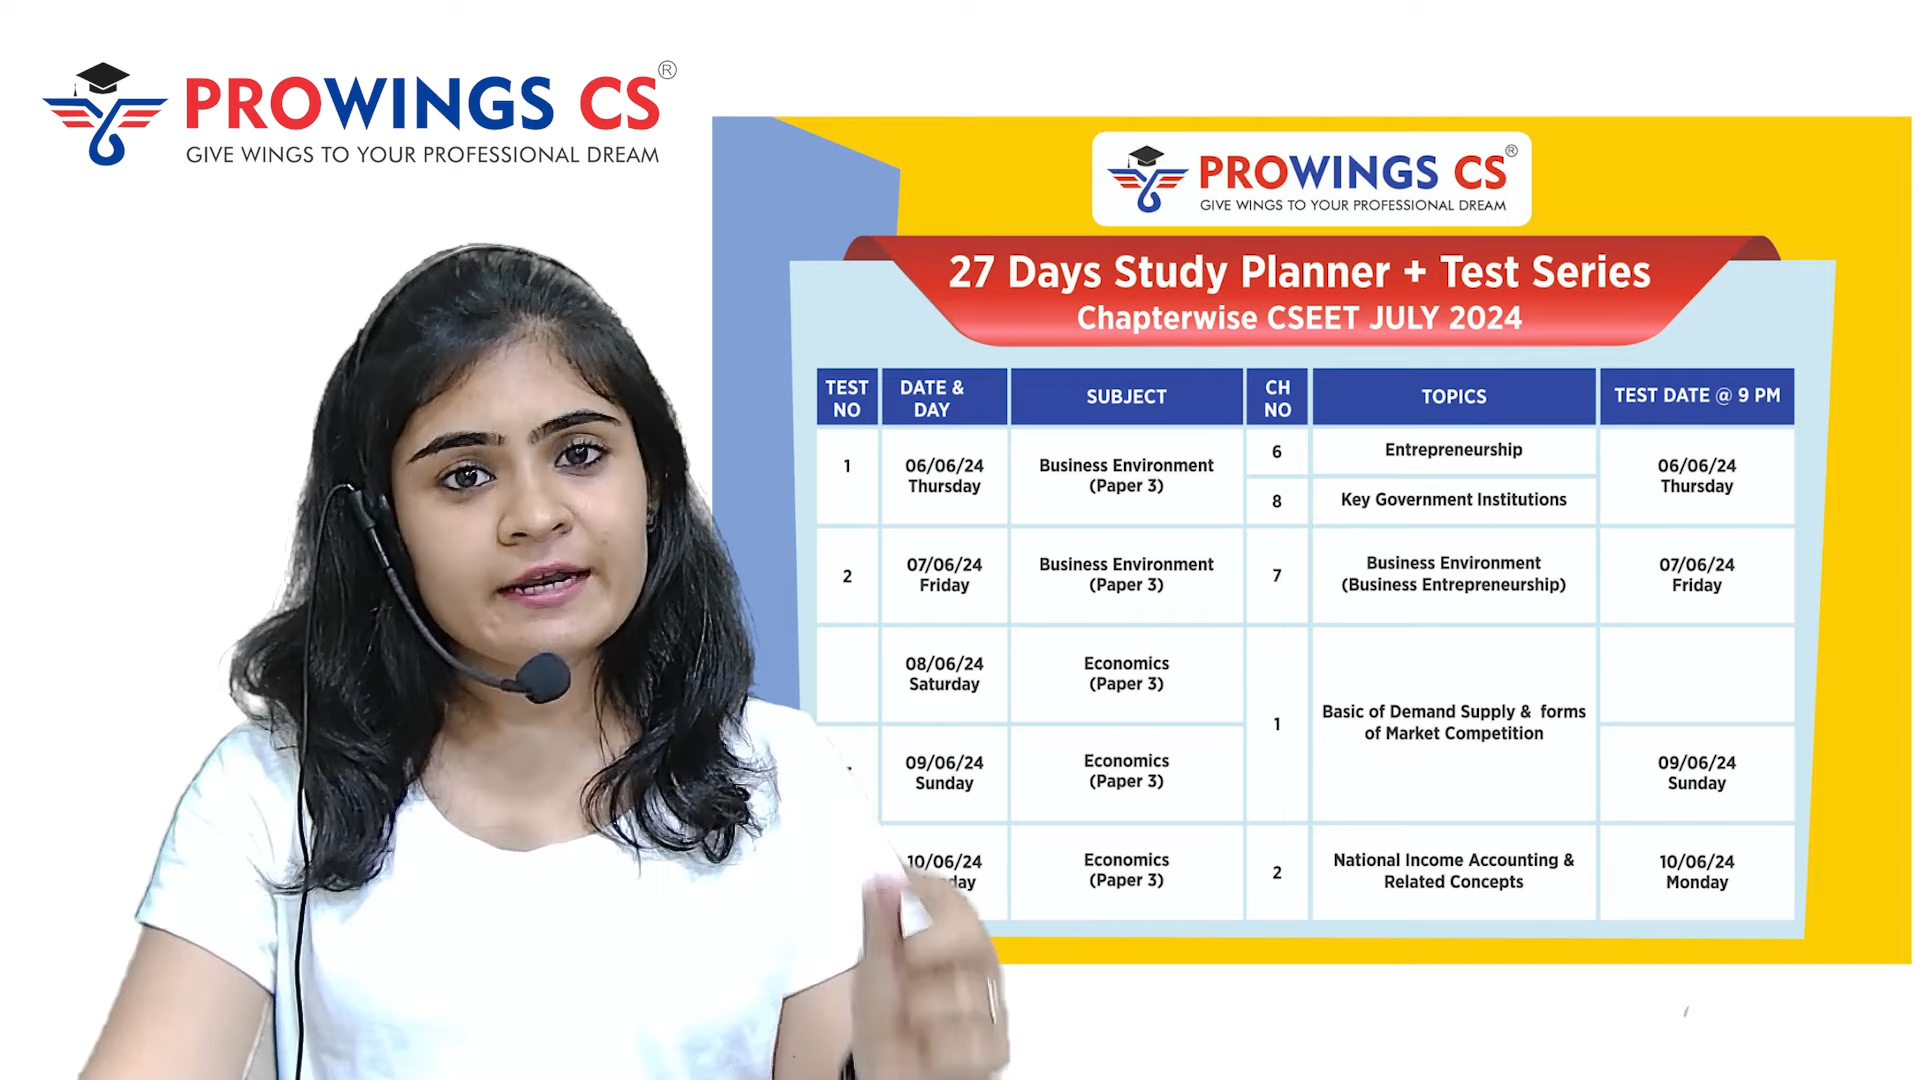 PROWINGS CS®
GIVE WINGS TO YOUR PROFESSIONAL DREAM
PROWINGS CS®
GIVE WINGS TO YOUR PROFESSIONAL DREAM
27 Days Study Planner + Test Series
Chapterwise CSEET JULY 2024
TEST NO
DATE & DAY
SUBJECT
CH NO
TOPICS
TEST DATE @ 9 PM
1
06/06/24
Thursday
Business Environment
(Paper 3)
6
Entrepreneurship
8
Key Government Institutions
06/06/24
Thursday
2
07/06/24
Friday
Business Environment
(Paper 3)
7
Business Environment
(Business Entrepreneurship)
07/06/24
Friday
08/06/24
Saturday
Economics
(Paper 3)
1
Basic of Demand Supply & forms
of Market Competition
09/06/24
Sunday
Economics
(Paper 3)
09/06/24
Sunday
10/06/24
Economics
(Paper 3)
2
National Income Accounting &
Related Concepts
10/06/24
Monday